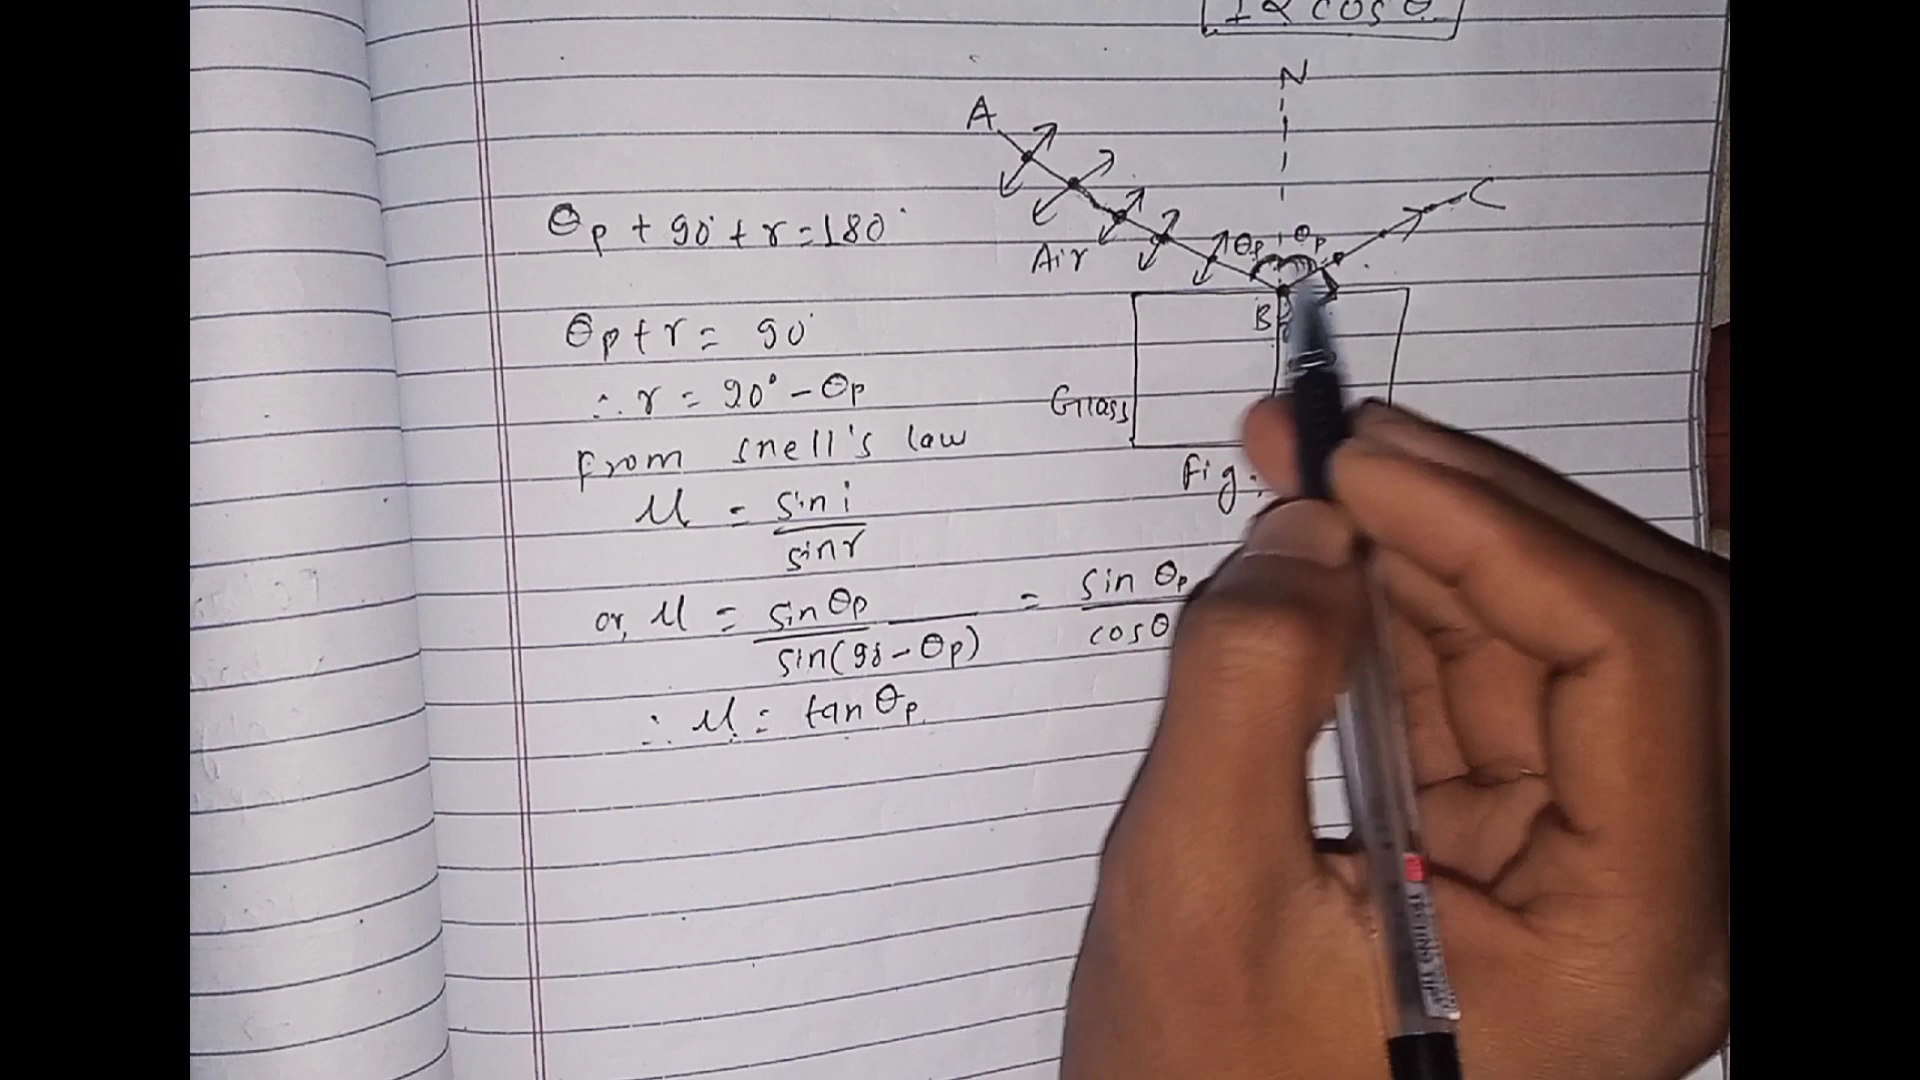 I α cos θ
N
A
C
θp + 90° + r = 180°
θp θp
Air
B
θp + r = 90°
∴ r = 90° - θp
Glass
From snell's law
Fig:
μ = sin i / sin r
or, μ = sin θp / sin(90 - θp) = sin θp / cos θ
∴ μ = tan θp